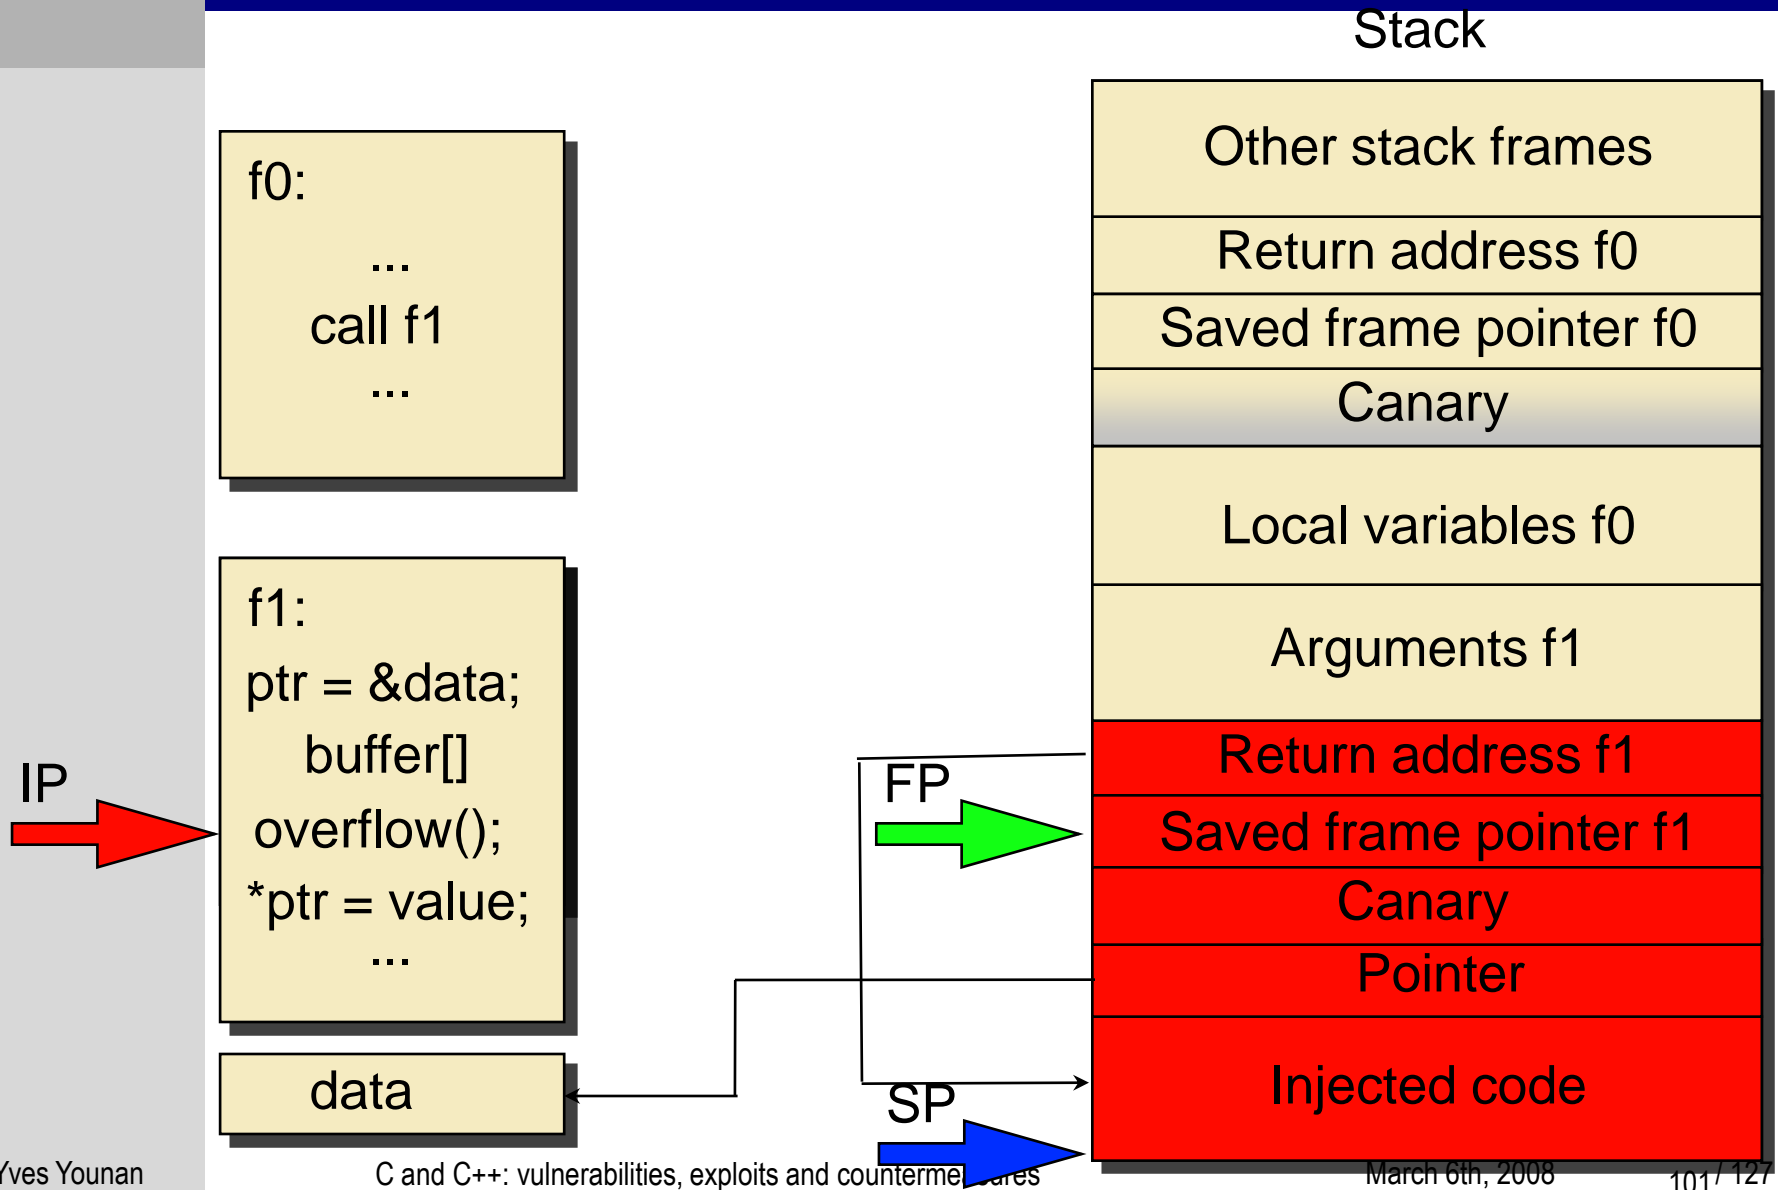 Stack
f0:
...
call f1
...
f1:
ptr = &data;
buffer[]
overflow();
*ptr = value;
...
data
IP
FP
SP
Other stack frames
Return address f0
Saved frame pointer f0
Canary
Local variables f0
Arguments f1
Return address f1
Saved frame pointer f1
Canary
Pointer
Injected code
Yves Younan
C and C++: vulnerabilities, exploits and countermeasures
March 6th, 2008
101 / 127